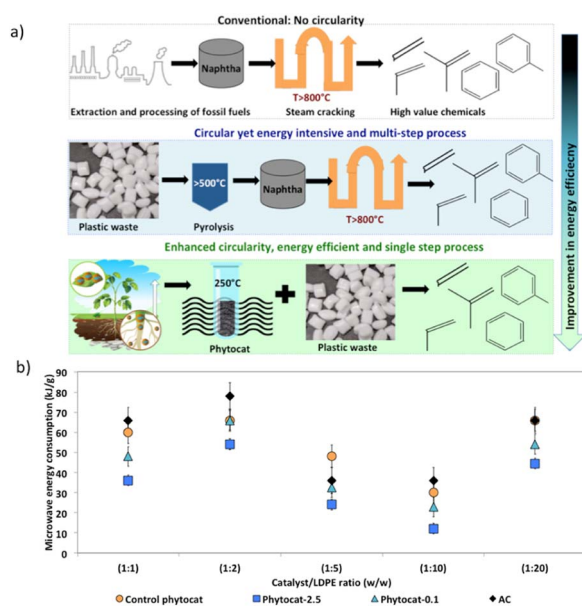 a)
Conventional: No circularity
Naphtha
T>800°C
Extraction and processing of fossil fuels
Steam cracking
High value chemicals
Circular yet energy intensive and multi-step process
>500°C
Naphtha
T>800°C
Plastic waste
Pyrolysis
Enhanced circularity, energy efficient and single step process
250°C
Phytocat
Plastic waste
Improvement in energy efficiecny
b)
Microwave energy consumption (kJ/g)
90
80
70
60
50
40
30
20
10
0
(1:1) (1:2) (1:5) (1:10) (1:20)
Catalyst/LDPE ratio (w/w)
Control phytocat Phytocat-2.5 Phytocat-0.1 AC